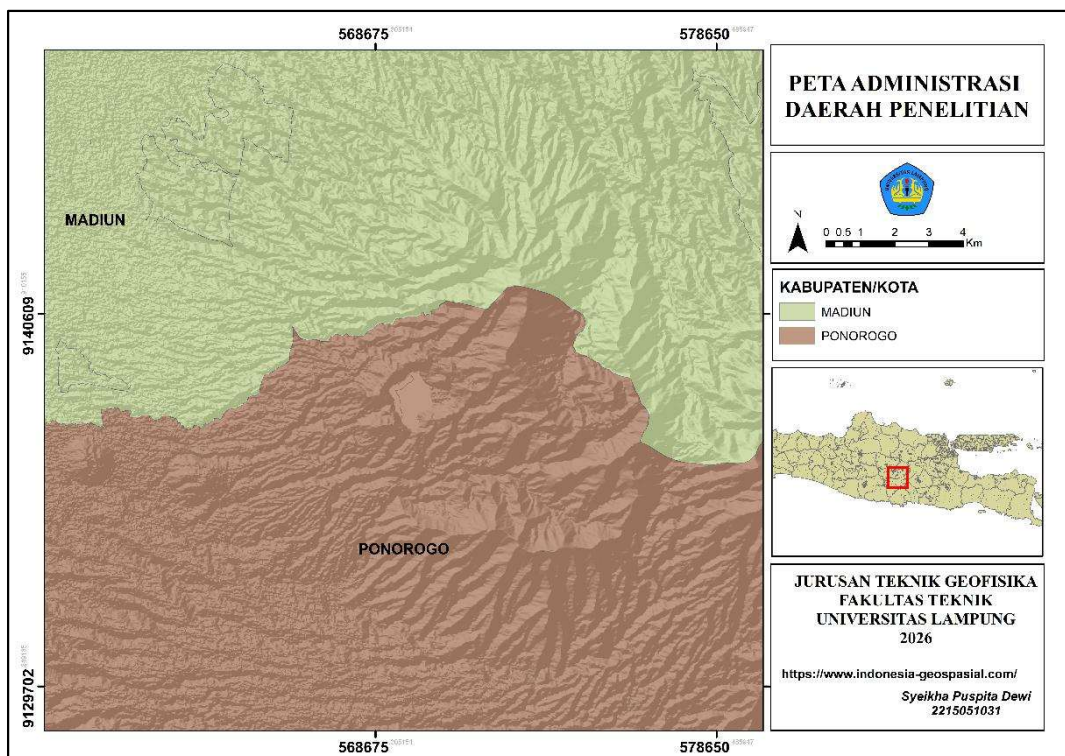 568675
578650
MADIUN
PONOROGO
9140609
9129702
568675
578650
PETA ADMINISTRASI
DAERAH PENELITIAN
UNIVERSITAS LAMPUNG
N
0 0.5 1 2 3 4
Km
KABUPATEN/KOTA
MADIUN
PONOROGO
JURUSAN TEKNIK GEOFISIKA
FAKULTAS TEKNIK
UNIVERSITAS LAMPUNG
2026
https://www.indonesia-geospasial.com/
Syeikha Puspita Dewi
2215051031